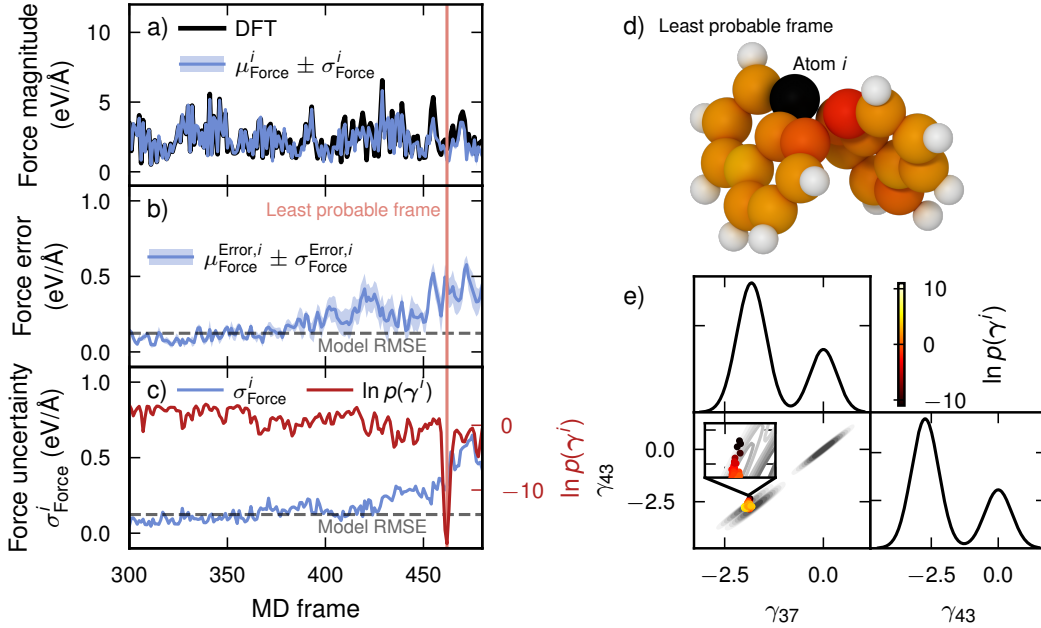 a)
DFT
μ^i_Force ± σ^i_Force
Force magnitude
(eV/Å)
10
5
0
b)
Least probable frame
μ^{Error,i}_Force ± σ^{Error,i}_Force
Force error
(eV/Å)
1.0
0.5
0.0
Model RMSE
c)
σ^i_Force
ln p(γ^i)
Force uncertainty
σ^i_Force (eV/Å)
1.0
0.5
0.0
Model RMSE
0
−10
ln p(γ^i)
300
350
400
450
MD frame
d)
Least probable frame
Atom i
e)
10
0
−10
ln p(γ^i)
0.0
−2.5
γ43
−2.5
0.0
−2.5
0.0
γ37
γ43